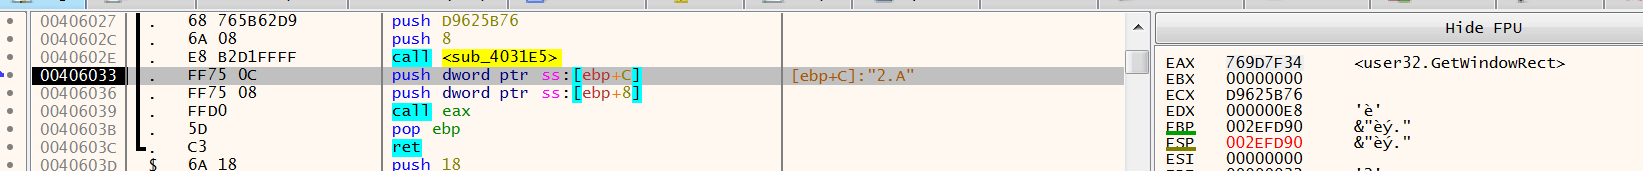 00406027 . 68 765B62D9 push D9625B76
0040602C . 6A 08 push 8
0040602E . E8 B2D1FFFF call <sub_4031E5>
00406033 . FF75 0C push dword ptr ss:[ebp+C] [ebp+C]:"2.A"
00406036 . FF75 08 push dword ptr ss:[ebp+8]
00406039 . FFD0 call eax
0040603B . 5D pop ebp
0040603C . C3 ret
0040603D $ 6A 18 push 18
Hide FPU
EAX 769D7F34 <user32.GetWindowRect>
EBX 00000000
ECX D9625B76
EDX 000000E8 'è'
EBP 002EFD90 &"èý."
ESP 002EFD90 &"èý."
ESI 00000000